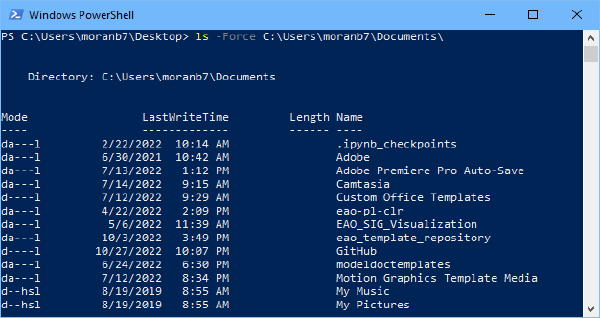 Windows PowerShell
PS C:\Users\moranb7\Desktop> ls -Force C:\Users\moranb7\Documents\
Directory: C:\Users\moranb7\Documents
Mode LastWriteTime Length Name
---- ------------- ------ ----
da---l 2/22/2022 10:14 AM .ipynb_checkpoints
da---l 6/30/2021 10:42 AM Adobe
da---l 7/13/2022 1:12 PM Adobe Premiere Pro Auto-Save
da---l 7/14/2022 9:15 AM Camtasia
d----l 7/12/2022 9:29 AM Custom Office Templates
da---l 4/22/2022 2:09 PM eao-pl-clr
da---l 5/6/2022 11:39 AM EAO_SIG_Visualization
da---l 10/3/2022 3:49 PM eao_template_repository
d----l 10/27/2022 10:07 PM GitHub
da---l 6/24/2022 6:30 PM modeldoctemplates
da---l 7/12/2022 8:34 PM Motion Graphics Template Media
d--hsl 8/19/2019 8:55 AM My Music
d--hsl 8/19/2019 8:55 AM My Pictures